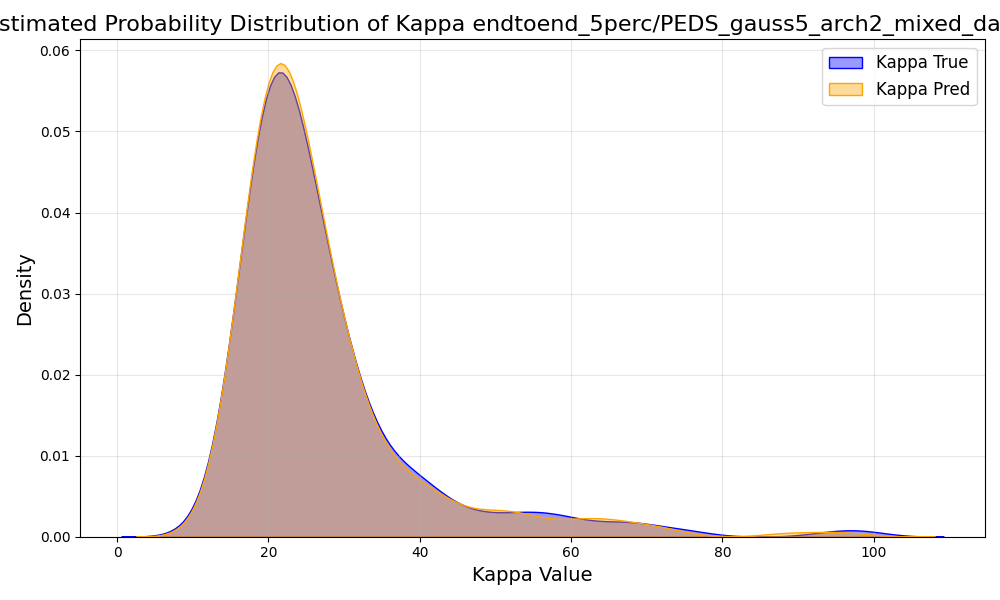 stimated Probability Distribution of Kappa endtoend_5perc/PEDS_gauss5_arch2_mixed_da
Kappa True
Kappa Pred
0.06
0.05
0.04
0.03
0.02
0.01
0.00
Density
0
20
40
60
80
100
Kappa Value